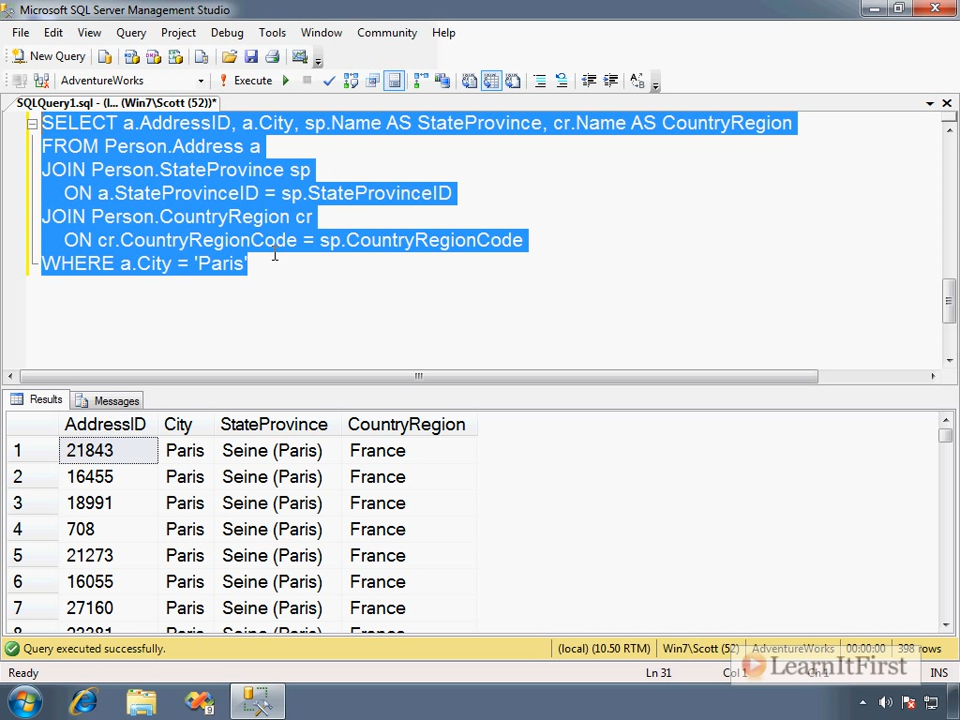 Microsoft SQL Server Management Studio
File Edit View Query Project Debug Tools Window Community Help
New Query
AdventureWorks Execute
SQLQuery1.sql - (l... (Win7\Scott (52))*
SELECT a.AddressID, a.City, sp.Name AS StateProvince, cr.Name AS CountryRegion
FROM Person.Address a
JOIN Person.StateProvince sp
ON a.StateProvinceID = sp.StateProvinceID
JOIN Person.CountryRegion cr
ON cr.CountryRegionCode = sp.CountryRegionCode
WHERE a.City = 'Paris'
Results Messages
AddressID City StateProvince CountryRegion
1 21843 Paris Seine (Paris) France
2 16455 Paris Seine (Paris) France
3 18991 Paris Seine (Paris) France
4 708 Paris Seine (Paris) France
5 21273 Paris Seine (Paris) France
6 16055 Paris Seine (Paris) France
7 27160 Paris Seine (Paris) France
Query executed successfully. (local) (10.50 RTM) Win7\Scott (52) AdventureWorks 00:00:00 398 rows
LearnItFirst
Ready Ln 31 Col 1 Ch 1 INS